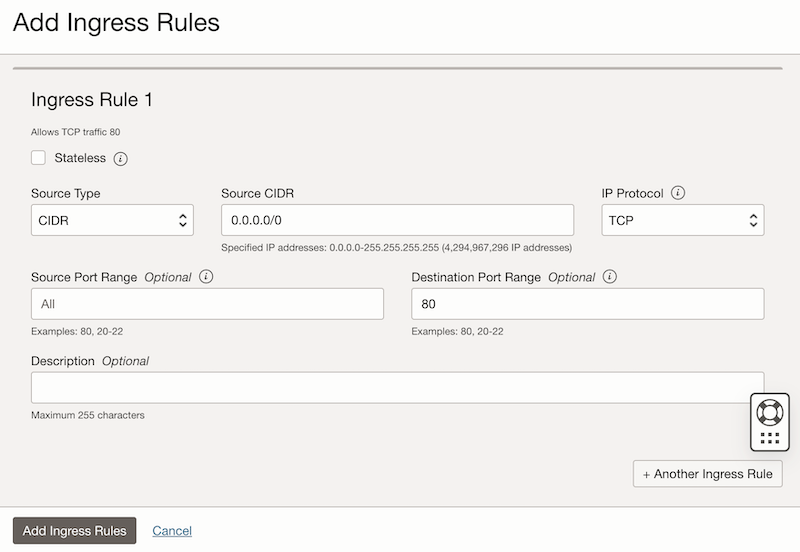 Add Ingress Rules
Ingress Rule 1
Allows TCP traffic 80
Stateless
Source Type
Source CIDR
IP Protocol
CIDR
0.0.0.0/0
TCP
Specified IP addresses: 0.0.0.0-255.255.255.255 (4,294,967,296 IP addresses)
Source Port Range Optional
Destination Port Range Optional
All
80
Examples: 80, 20-22
Examples: 80, 20-22
Description Optional
Maximum 255 characters
+ Another Ingress Rule
Add Ingress Rules
Cancel